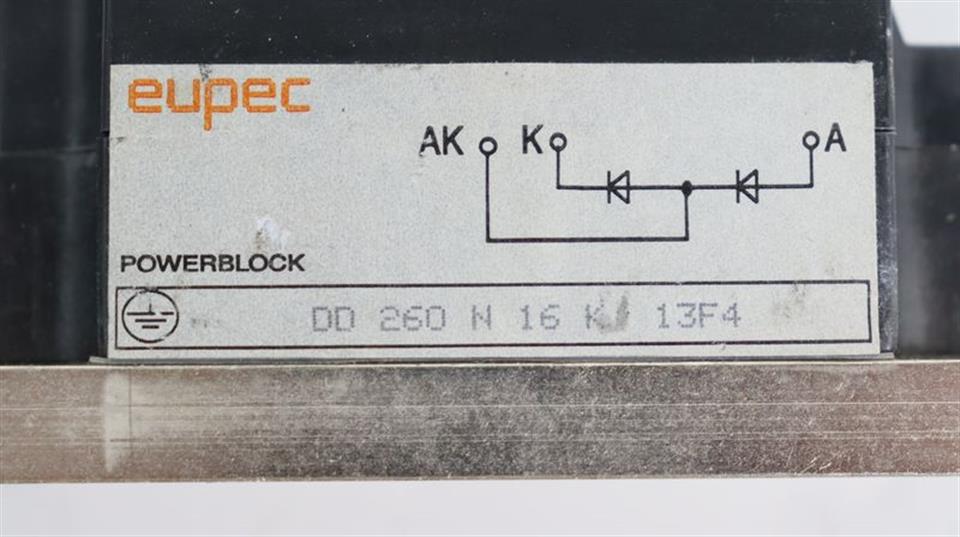 eupec
AK K A
POWERBLOCK
DD 260 N 16 K 13F4